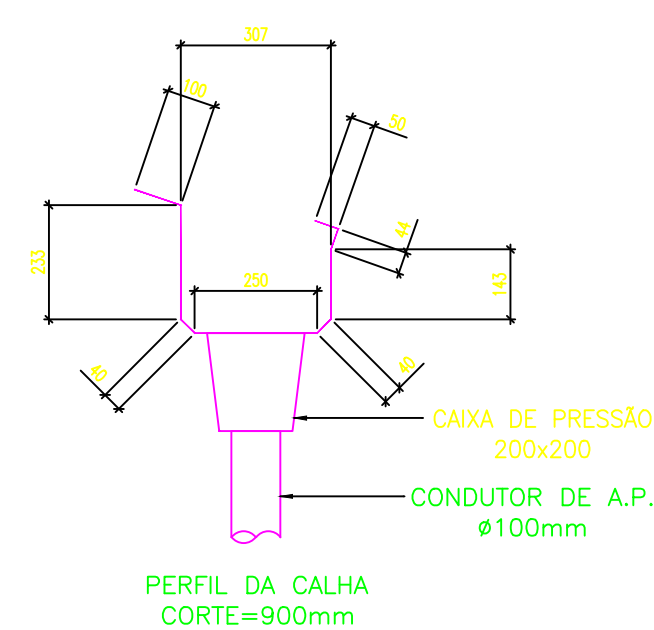 307
100
50
44
233
250
143
40
40
CAIXA DE PRESSÃO
200x200
CONDUTOR DE A.P.
ø100mm
PERFIL DA CALHA
CORTE=900mm